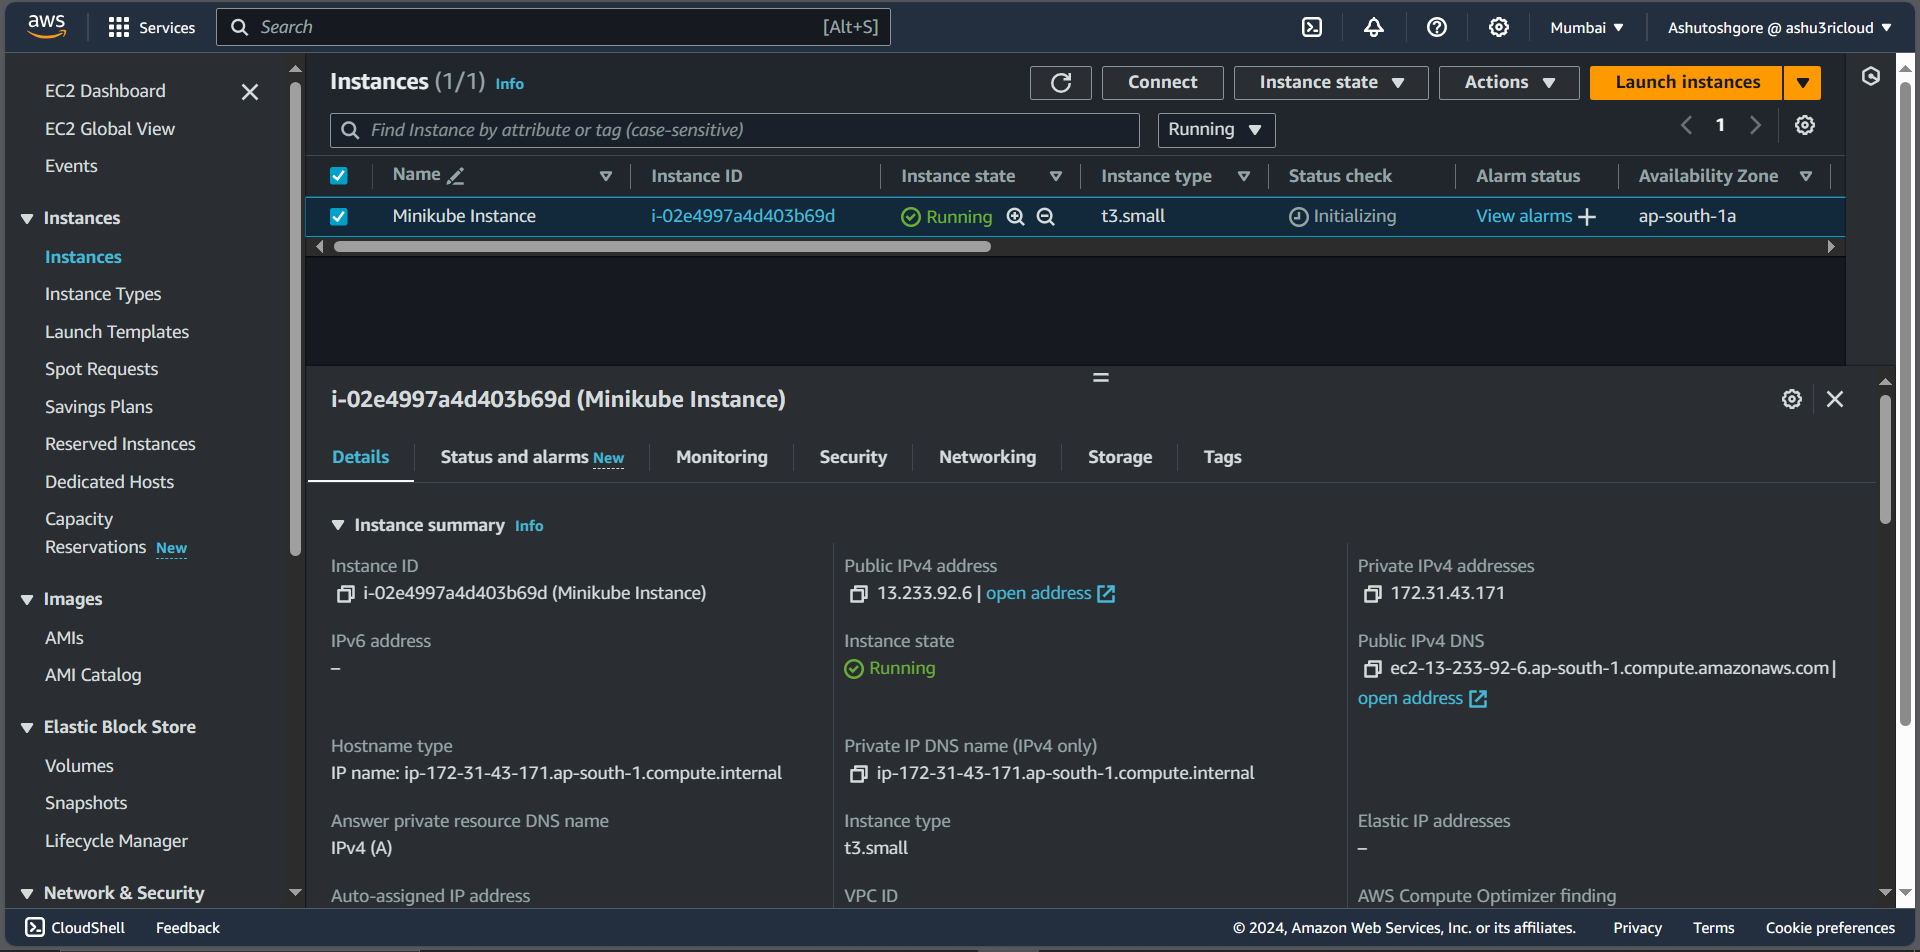 aws
Services
Search
[Alt+S]
Mumbai
Ashutoshgore @ ashu3ricloud
EC2 Dashboard
EC2 Global View
Events
Instances
Instances
Instance Types
Launch Templates
Spot Requests
Savings Plans
Reserved Instances
Dedicated Hosts
Capacity
Reservations New
Images
AMIs
AMI Catalog
Elastic Block Store
Volumes
Snapshots
Lifecycle Manager
Network & Security
Instances (1/1) Info
Connect
Instance state
Actions
Launch instances
Find Instance by attribute or tag (case-sensitive)
Running
1
Name
Instance ID
Instance state
Instance type
Status check
Alarm status
Availability Zone
Minikube Instance
i-02e4997a4d403b69d
Running
t3.small
Initializing
View alarms
ap-south-1a
i-02e4997a4d403b69d (Minikube Instance)
Details
Status and alarms New
Monitoring
Security
Networking
Storage
Tags
Instance summary Info
Instance ID
i-02e4997a4d403b69d (Minikube Instance)
Public IPv4 address
13.233.92.6 | open address
Private IPv4 addresses
172.31.43.171
IPv6 address
–
Instance state
Running
Public IPv4 DNS
ec2-13-233-92-6.ap-south-1.compute.amazonaws.com |
open address
Hostname type
IP name: ip-172-31-43-171.ap-south-1.compute.internal
Private IP DNS name (IPv4 only)
ip-172-31-43-171.ap-south-1.compute.internal
Answer private resource DNS name
IPv4 (A)
Instance type
t3.small
Elastic IP addresses
–
Auto-assigned IP address
VPC ID
AWS Compute Optimizer finding
CloudShell
Feedback
© 2024, Amazon Web Services, Inc. or its affiliates.
Privacy
Terms
Cookie preferences